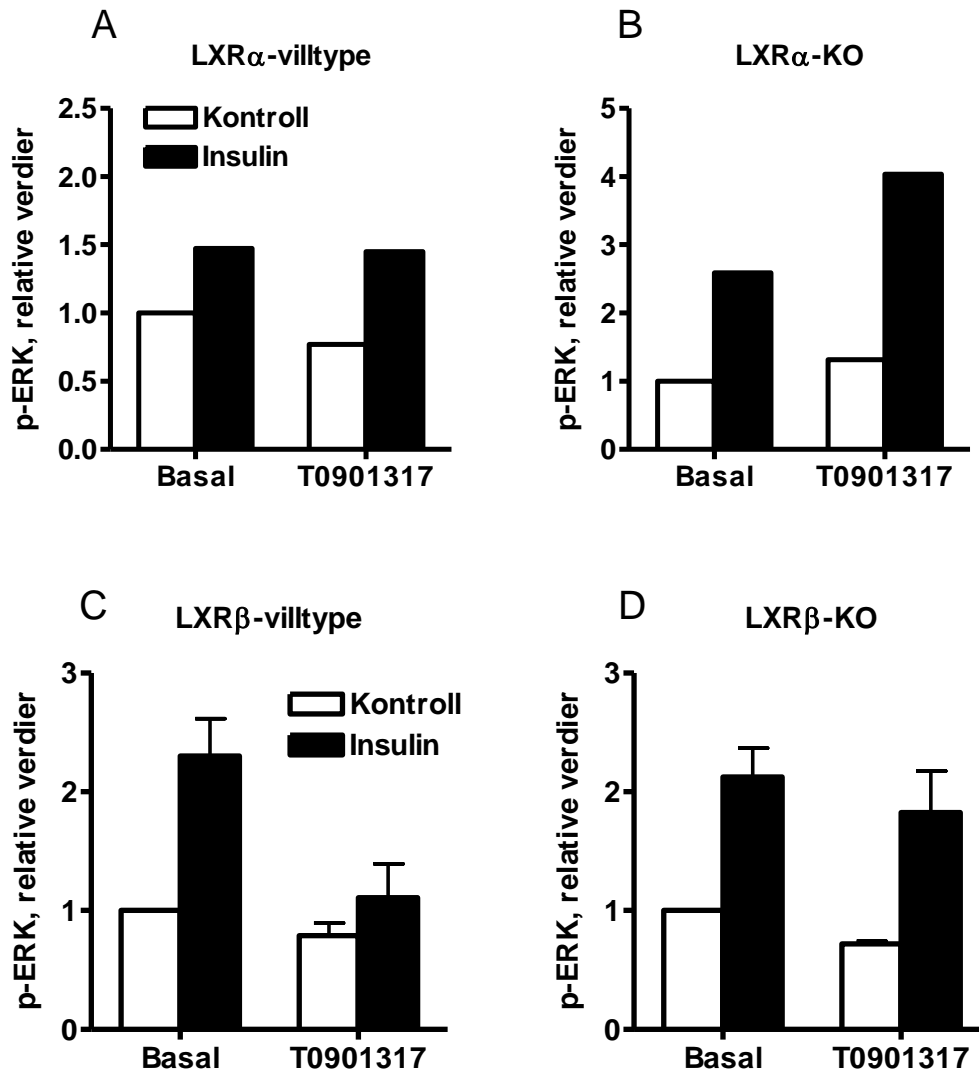 A
LXRα-villtype
p-ERK, relative verdier
2.5
2.0
1.5
1.0
0.5
0.0
Kontroll
Insulin
Basal
T0901317
B
LXRα-KO
p-ERK, relative verdier
5
4
3
2
1
0
Basal
T0901317
C
LXRβ-villtype
p-ERK, relative verdier
3
2
1
0
Kontroll
Insulin
Basal
T0901317
D
LXRβ-KO
p-ERK, relative verdier
3
2
1
0
Basal
T0901317